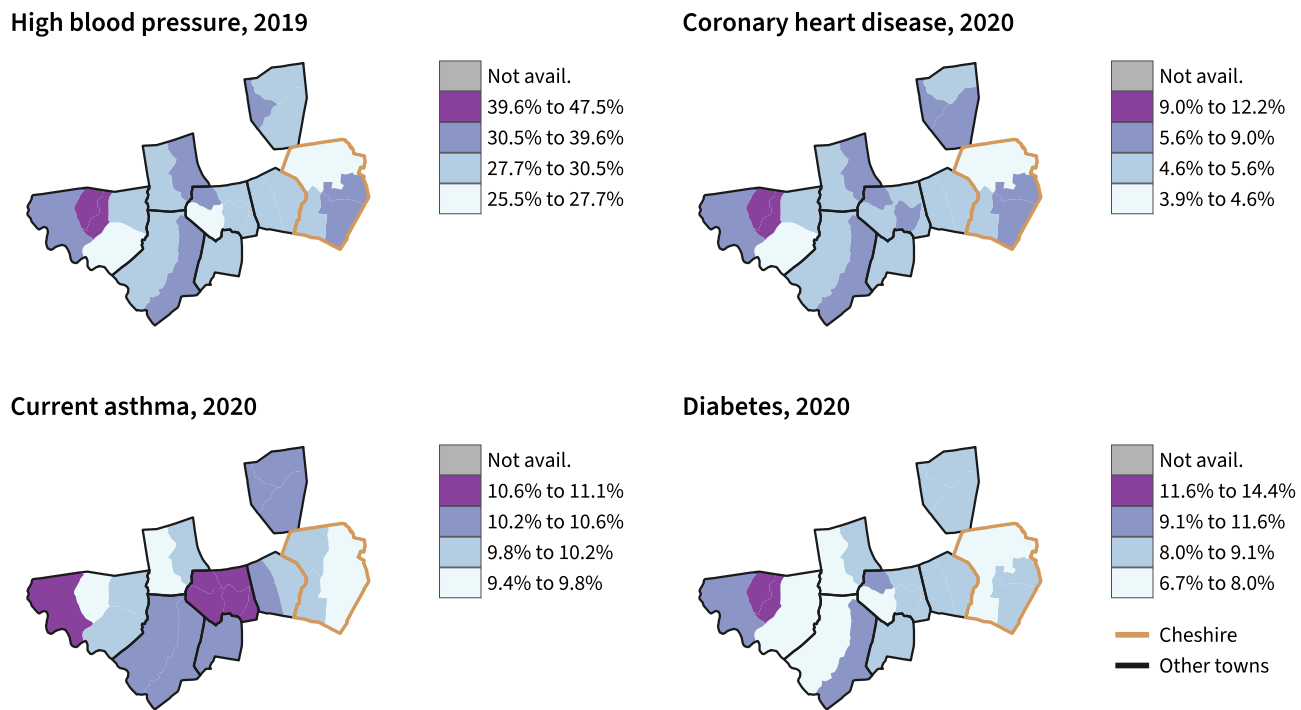 High blood pressure, 2019
Not avail.
39.6% to 47.5%
30.5% to 39.6%
27.7% to 30.5%
25.5% to 27.7%
Coronary heart disease, 2020
Not avail.
9.0% to 12.2%
5.6% to 9.0%
4.6% to 5.6%
3.9% to 4.6%
Current asthma, 2020
Not avail.
10.6% to 11.1%
10.2% to 10.6%
9.8% to 10.2%
9.4% to 9.8%
Diabetes, 2020
Not avail.
11.6% to 14.4%
9.1% to 11.6%
8.0% to 9.1%
6.7% to 8.0%
Cheshire
Other towns